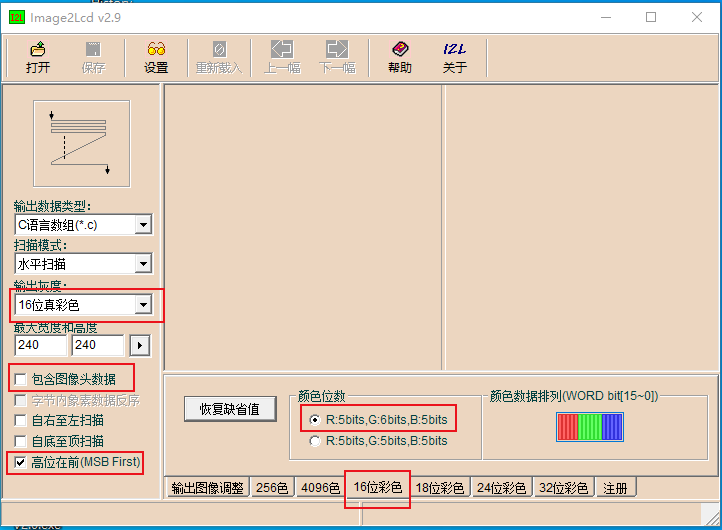 Image2Lcd v2.9
打开
保存
设置
重新载入
上一幅
下一幅
帮助
I2L
关于
输出数据类型:
C语言数组(*.c)
扫描模式:
水平扫描
输出灰度:
16位真彩色
最大宽度和高度
240
240
包含图像头数据
字节内象素数据反序
自右至左扫描
自底至顶扫描
高位在前(MSB First)
恢复缺省值
颜色位数
R:5bits,G:6bits,B:5bits
R:5bits,G:5bits,B:5bits
颜色数据排列(WORD bit[15~0])
输出图像调整
256色
4096色
16位彩色
18位彩色
24位彩色
32位彩色
注册